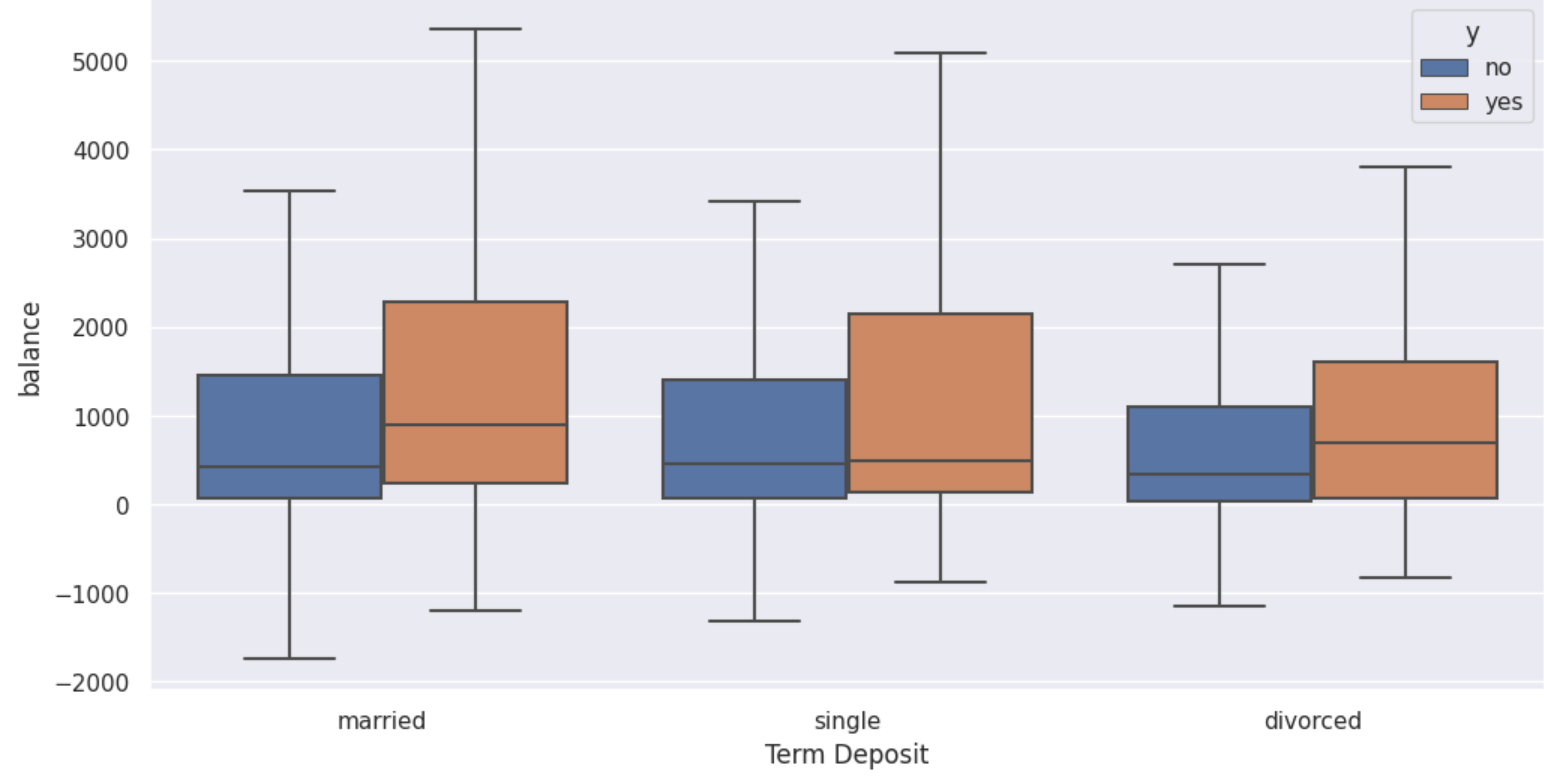 y
no
yes
5000
4000
3000
2000
1000
0
−1000
−2000
balance
married single divorced
Term Deposit